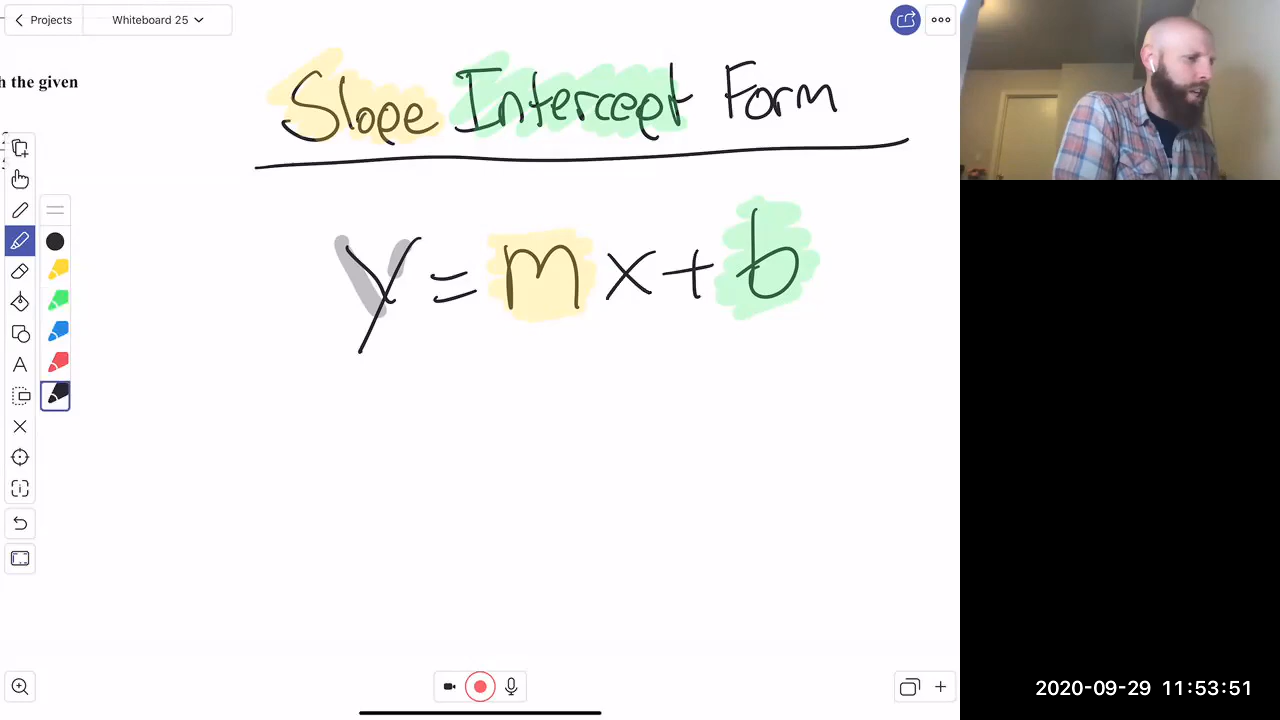 Projects
Whiteboard 25
h the given
Slope Intercept Form
y = mx + b
A
2020-09-29 11:53:51